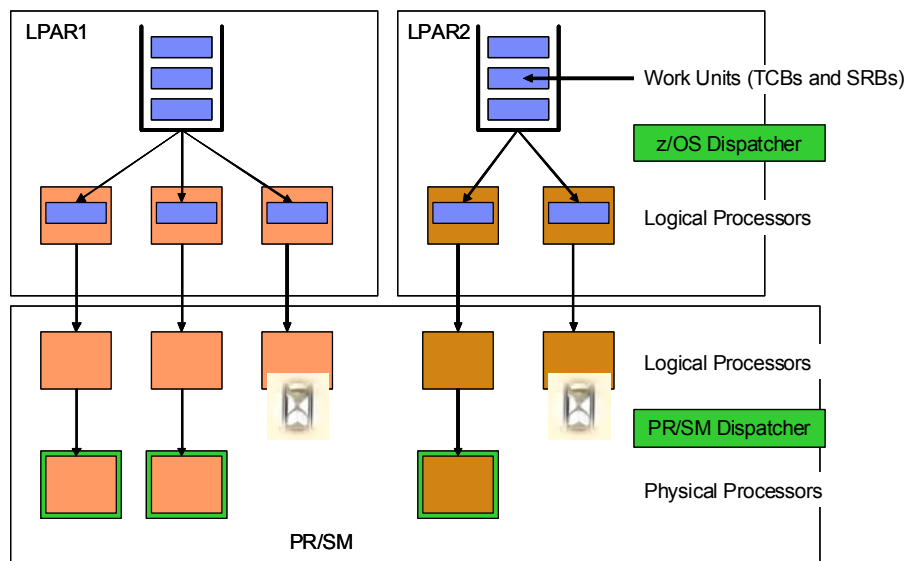 LPAR1
LPAR2
Work Units (TCBs and SRBs)
z/OS Dispatcher
Logical Processors
Logical Processors
PR/SM Dispatcher
Physical Processors
PR/SM